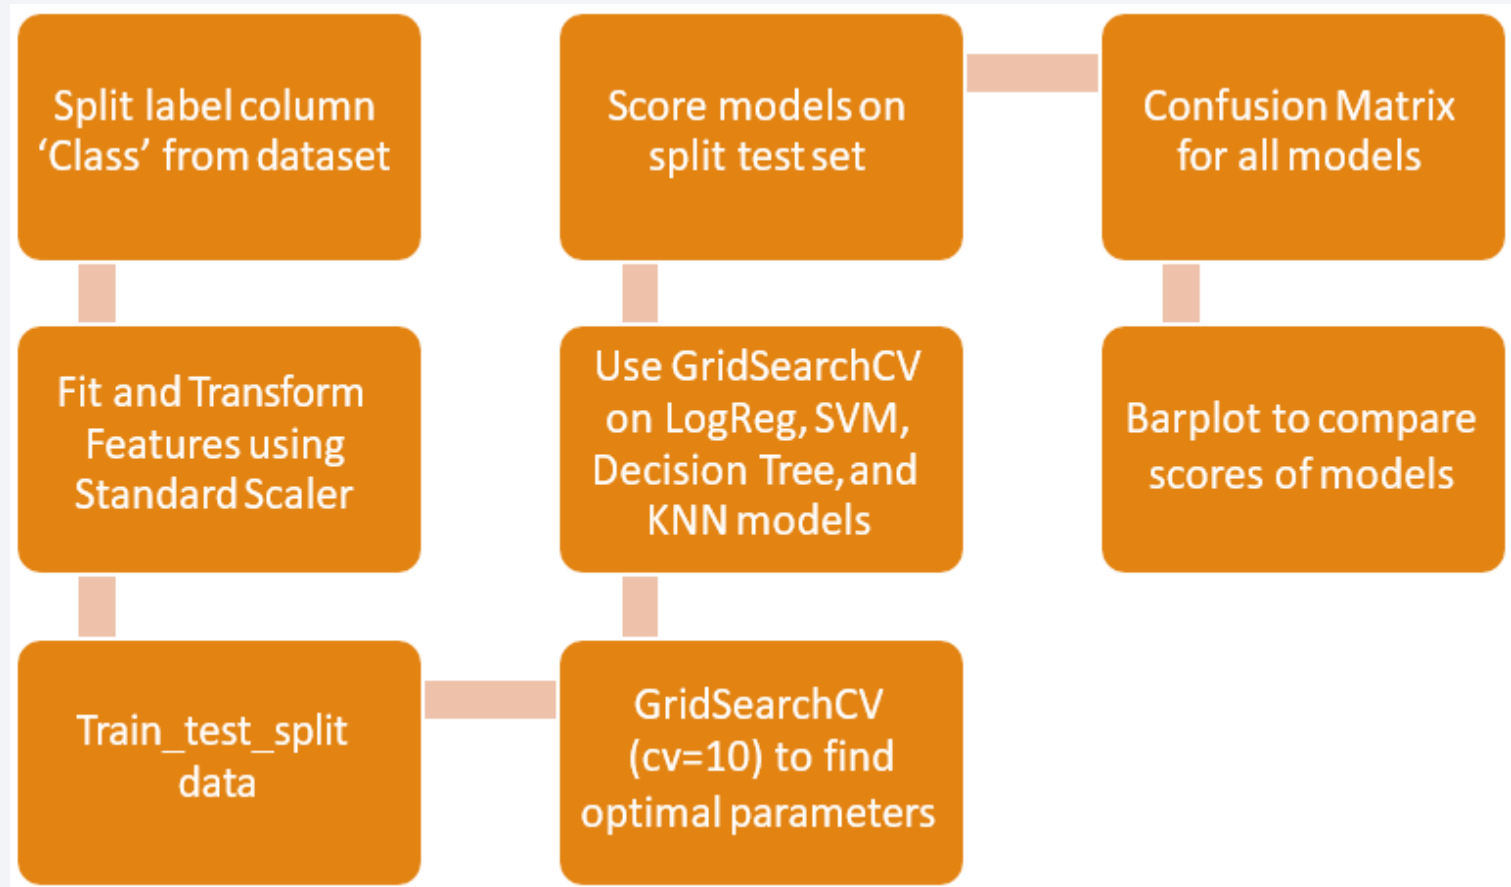 Split label column
‘Class’ from dataset
Fit and Transform
Features using
Standard Scaler
Train_test_split
data
GridSearchCV
(cv=10) to find
optimal parameters
Use GridSearchCV
on LogReg, SVM,
Decision Tree, and
KNN models
Score models on
split test set
Confusion Matrix
for all models
Barplot to compare
scores of models